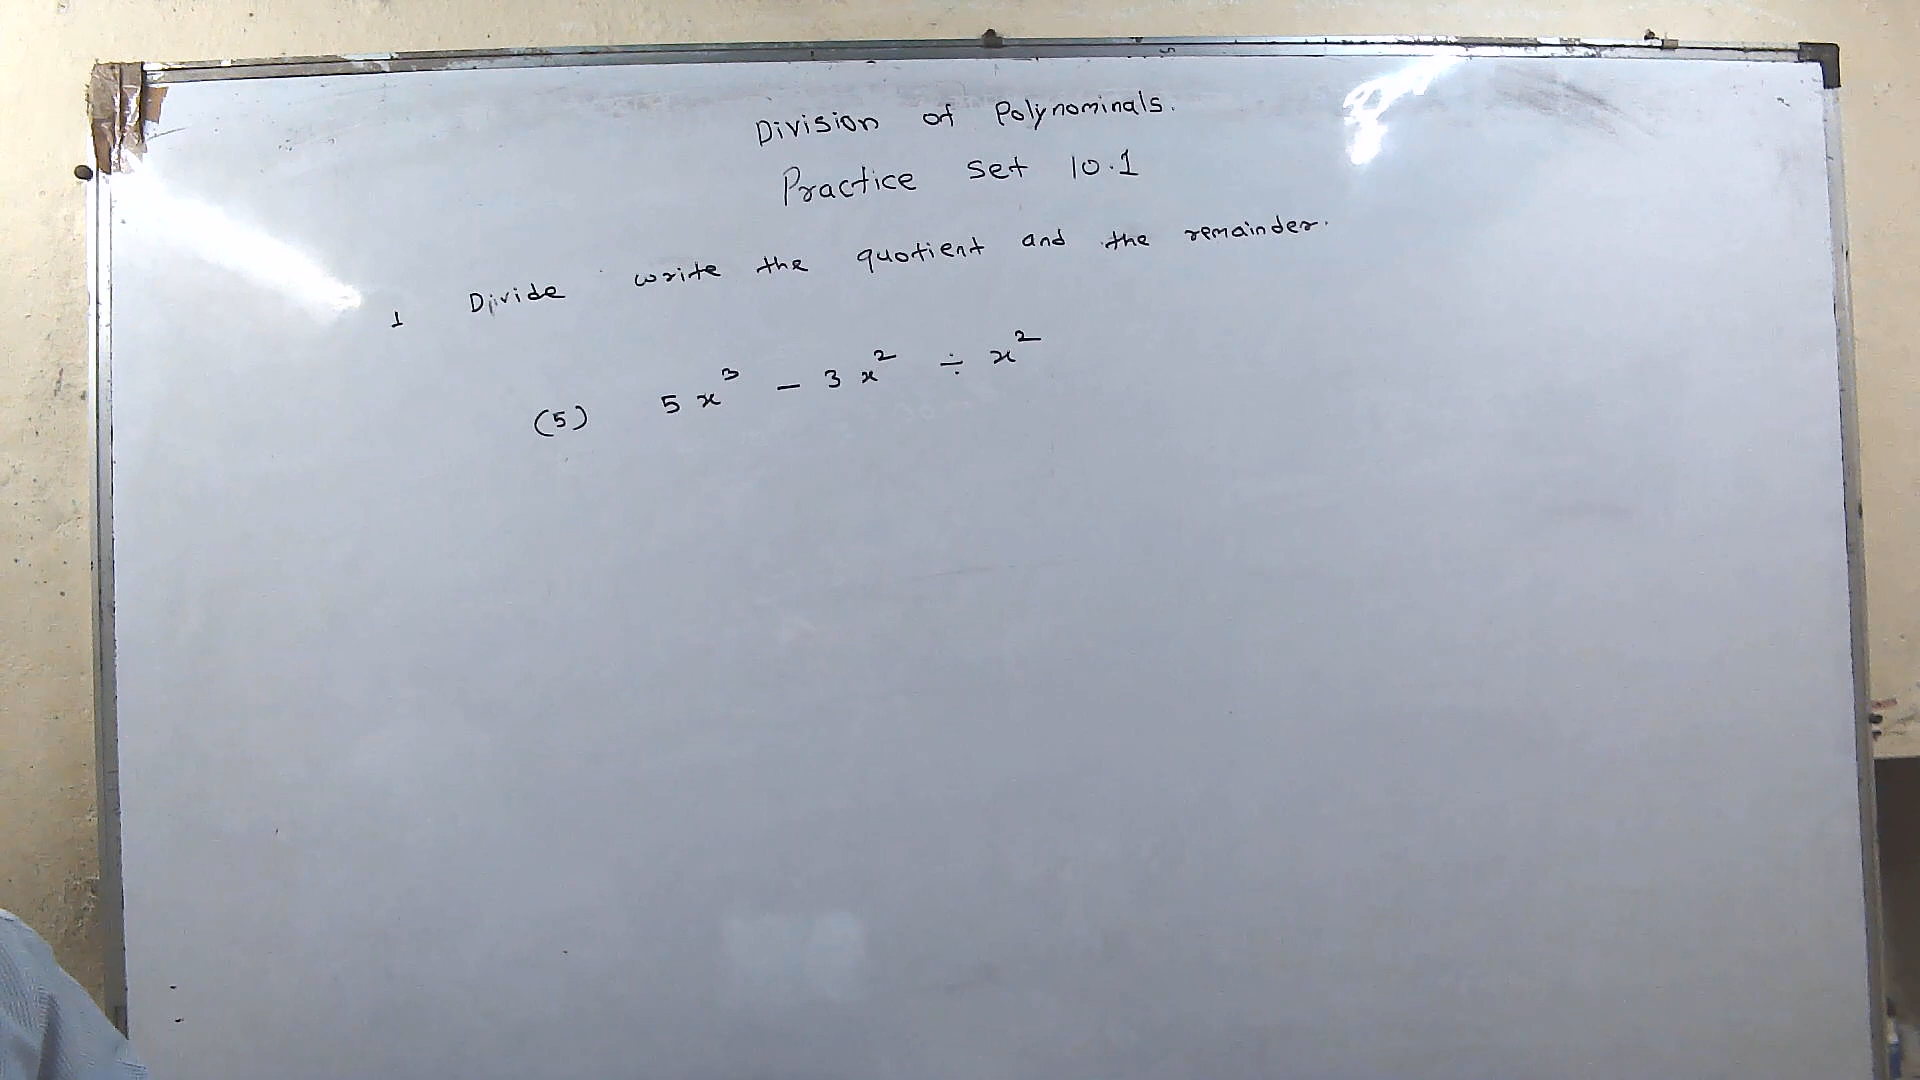 Division of Polynominals.
Practice set 10.1
1 Divide write the quotient and the remainder.
(5) 5x³ - 3x² ÷ x²